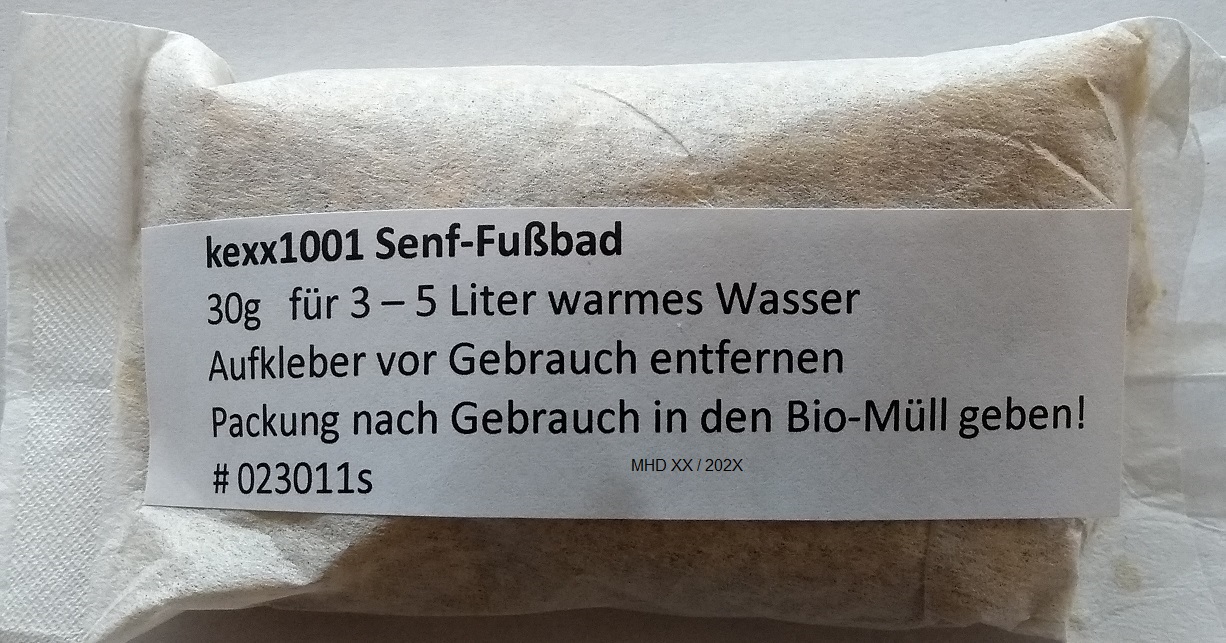 kexx1001 Senf-Fußbad
30g für 3 – 5 Liter warmes Wasser
Aufkleber vor Gebrauch entfernen
Packung nach Gebrauch in den Bio-Müll geben!
# 023011s MHD XX / 202X